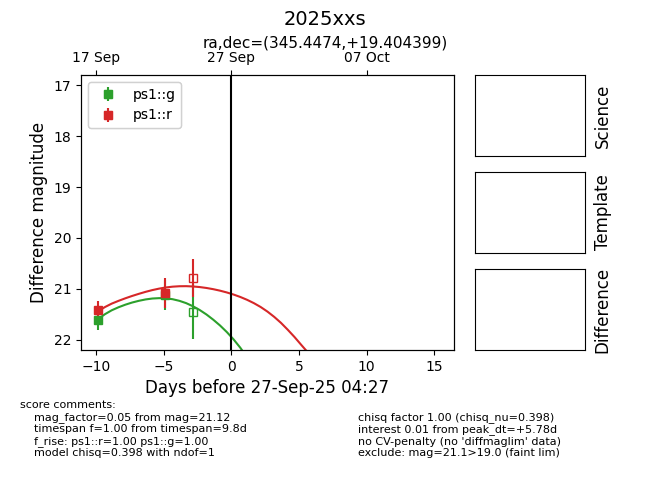 2025xxs
ra,dec=(345.4474,+19.404399)
17 Sep 27 Sep 07 Oct
17
18
19
20
21
22
Difference magnitude
ps1::g
ps1::r
−10 −5 0 5 10 15
Days before 27-Sep-25 04:27
Science
Template
Difference
score comments:
mag_factor=0.05 from mag=21.12
timespan f=1.00 from timespan=9.8d
f_rise: ps1::r=1.00 ps1::g=1.00
model chisq=0.398 with ndof=1
chisq factor 1.00 (chisq_nu=0.398)
interest 0.01 from peak_dt=+5.78d
no CV-penalty (no 'diffmaglim' data)
exclude: mag=21.1>19.0 (faint lim)